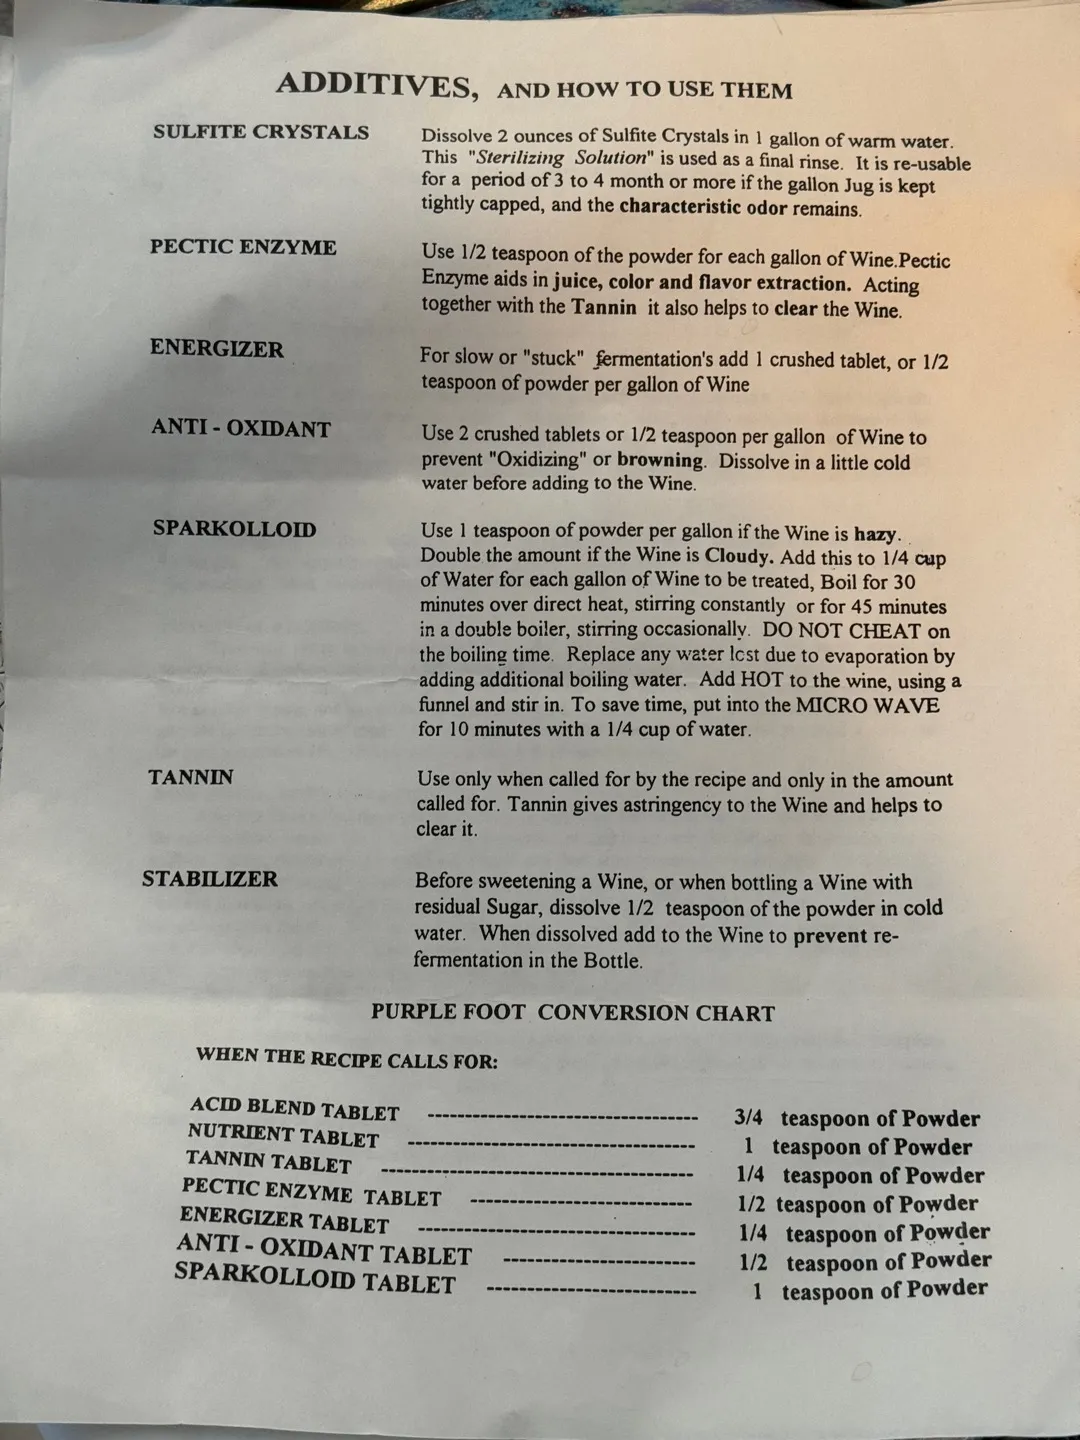 ADDITIVES, AND HOW TO USE THEM
SULFITE CRYSTALS
Dissolve 2 ounces of Sulfite Crystals in 1 gallon of warm water.
This "Sterilizing Solution" is used as a final rinse. It is re-usable
for a period of 3 to 4 month or more if the gallon Jug is kept
tightly capped, and the characteristic odor remains.
PECTIC ENZYME
Use 1/2 teaspoon of the powder for each gallon of Wine.Pectic
Enzyme aids in juice, color and flavor extraction. Acting
together with the Tannin it also helps to clear the Wine.
ENERGIZER
For slow or "stuck" fermentation's add 1 crushed tablet, or 1/2
teaspoon of powder per gallon of Wine
ANTI - OXIDANT
Use 2 crushed tablets or 1/2 teaspoon per gallon of Wine to
prevent "Oxidizing" or browning. Dissolve in a little cold
water before adding to the Wine.
SPARKOLLOID
Use 1 teaspoon of powder per gallon if the Wine is hazy.
Double the amount if the Wine is Cloudy. Add this to 1/4 cup
of Water for each gallon of Wine to be treated, Boil for 30
minutes over direct heat, stirring constantly or for 45 minutes
in a double boiler, stirring occasionally. DO NOT CHEAT on
the boiling time. Replace any water lost due to evaporation by
adding additional boiling water. Add HOT to the wine, using a
funnel and stir in. To save time, put into the MICRO WAVE
for 10 minutes with a 1/4 cup of water.
TANNIN
Use only when called for by the recipe and only in the amount
called for. Tannin gives astringency to the Wine and helps to
clear it.
STABILIZER
Before sweetening a Wine, or when bottling a Wine with
residual Sugar, dissolve 1/2 teaspoon of the powder in cold
water. When dissolved add to the Wine to prevent re-
fermentation in the Bottle.
PURPLE FOOT CONVERSION CHART
WHEN THE RECIPE CALLS FOR:
ACID BLEND TABLET ------------------------------ 3/4 teaspoon of Powder
NUTRIENT TABLET -------------------------------- 1 teaspoon of Powder
TANNIN TABLET ----------------------------------- 1/4 teaspoon of Powder
PECTIC ENZYME TABLET ------------------------- 1/2 teaspoon of Powder
ENERGIZER TABLET ------------------------------- 1/4 teaspoon of Powder
ANTI - OXIDANT TABLET --------------------- 1/2 teaspoon of Powder
SPARKOLLOID TABLET ----------------------- 1 teaspoon of Powder